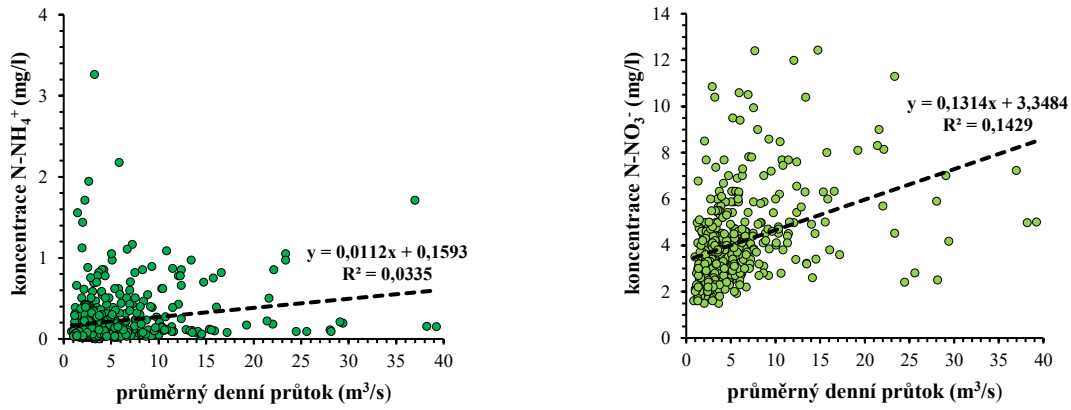 koncentrace N-NH₄⁺ (mg/l)
4
3
2
1
0
y = 0,0112x + 0,1593
R² = 0,0335
0 5 10 15 20 25 30 35 40
průměrný denní průtok (m³/s)
koncentrace N-NO₃⁻ (mg/l)
14
12
10
8
6
4
2
0
y = 0,1314x + 3,3484
R² = 0,1429
0 5 10 15 20 25 30 35 40
průměrný denní průtok (m³/s)